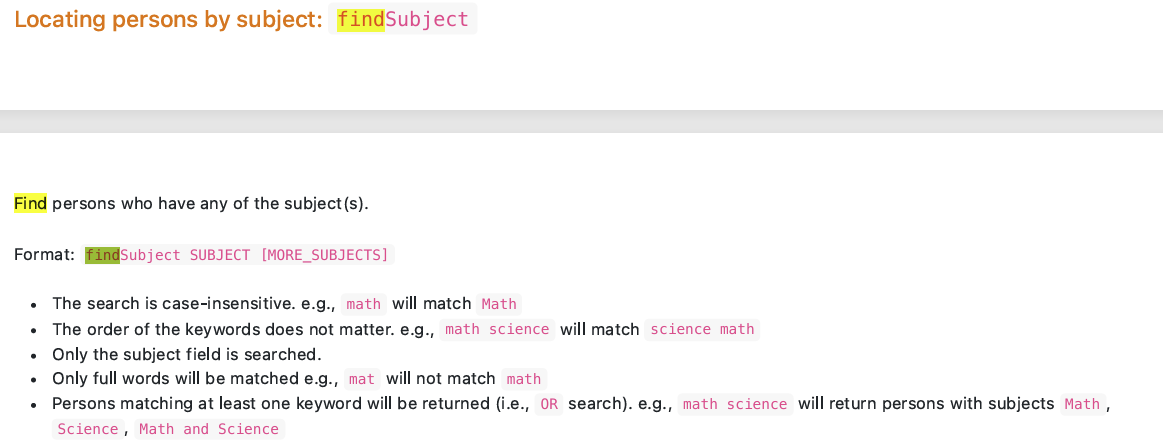 Locating persons by subject: findSubject
Find persons who have any of the subject(s).
Format: findSubject SUBJECT [MORE_SUBJECTS]
• The search is case-insensitive. e.g., math will match Math
• The order of the keywords does not matter. e.g., math science will match science math
• Only the subject field is searched.
• Only full words will be matched e.g., mat will not match math
• Persons matching at least one keyword will be returned (i.e., OR search). e.g., math science will return persons with subjects Math,
Science, Math and Science